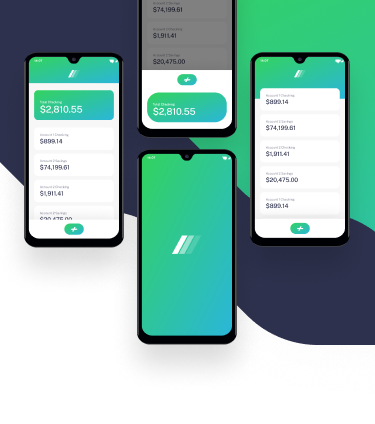 Account 2 Savings
$74,199.61
Account 3 Checking
$1,911.41
Account 4 Savings
$20,475.00
Total Checking
$2,810.55
Total Checking
$2,810.55
Account 1 Checking
$899.14
Account 2 Savings
$74,199.61
Account 3 Checking
$1,911.41
Account 4 Savings
$20,475.00
Account 1 Checking
$899.14
Account 2 Savings
$74,199.61
Account 3 Checking
$1,911.41
Account 4 Savings
$20,475.00
$899.14